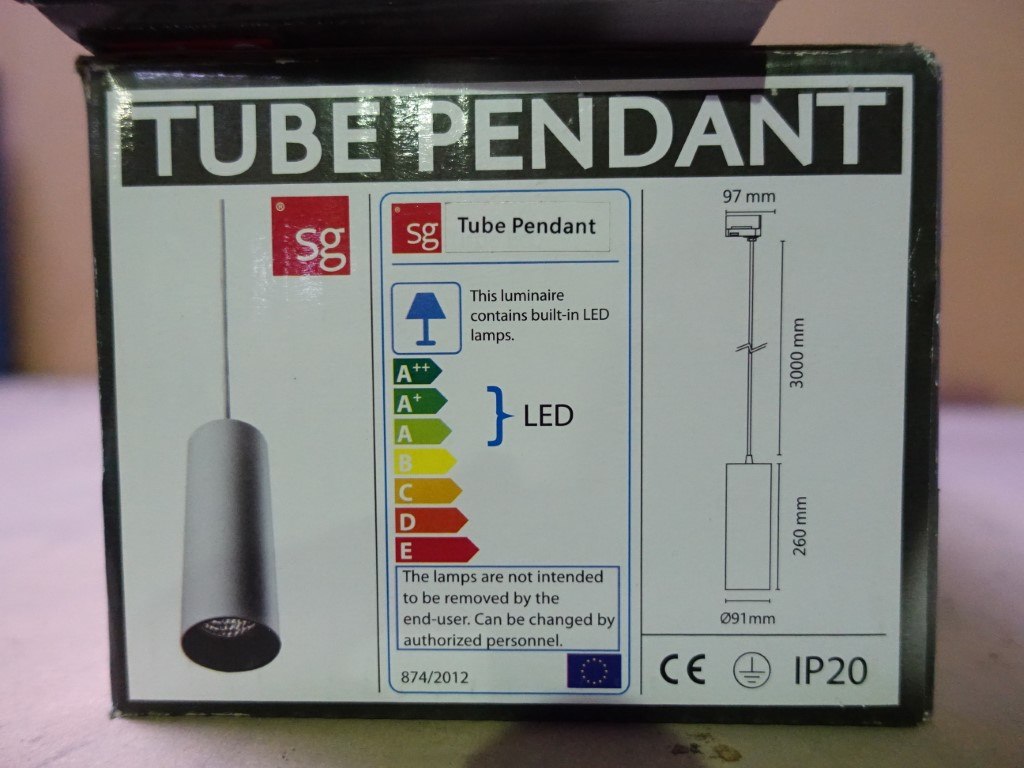 TUBE PENDANT
® sg
® sg Tube Pendant
This luminaire
contains built-in LED
lamps.
A++
A+
A
B
C
D
E
LED
The lamps are not intended
to be removed by the
end-user. Can be changed by
authorized personnel.
874/2012
97 mm
3000 mm
260 mm
Ø91mm
CE IP20